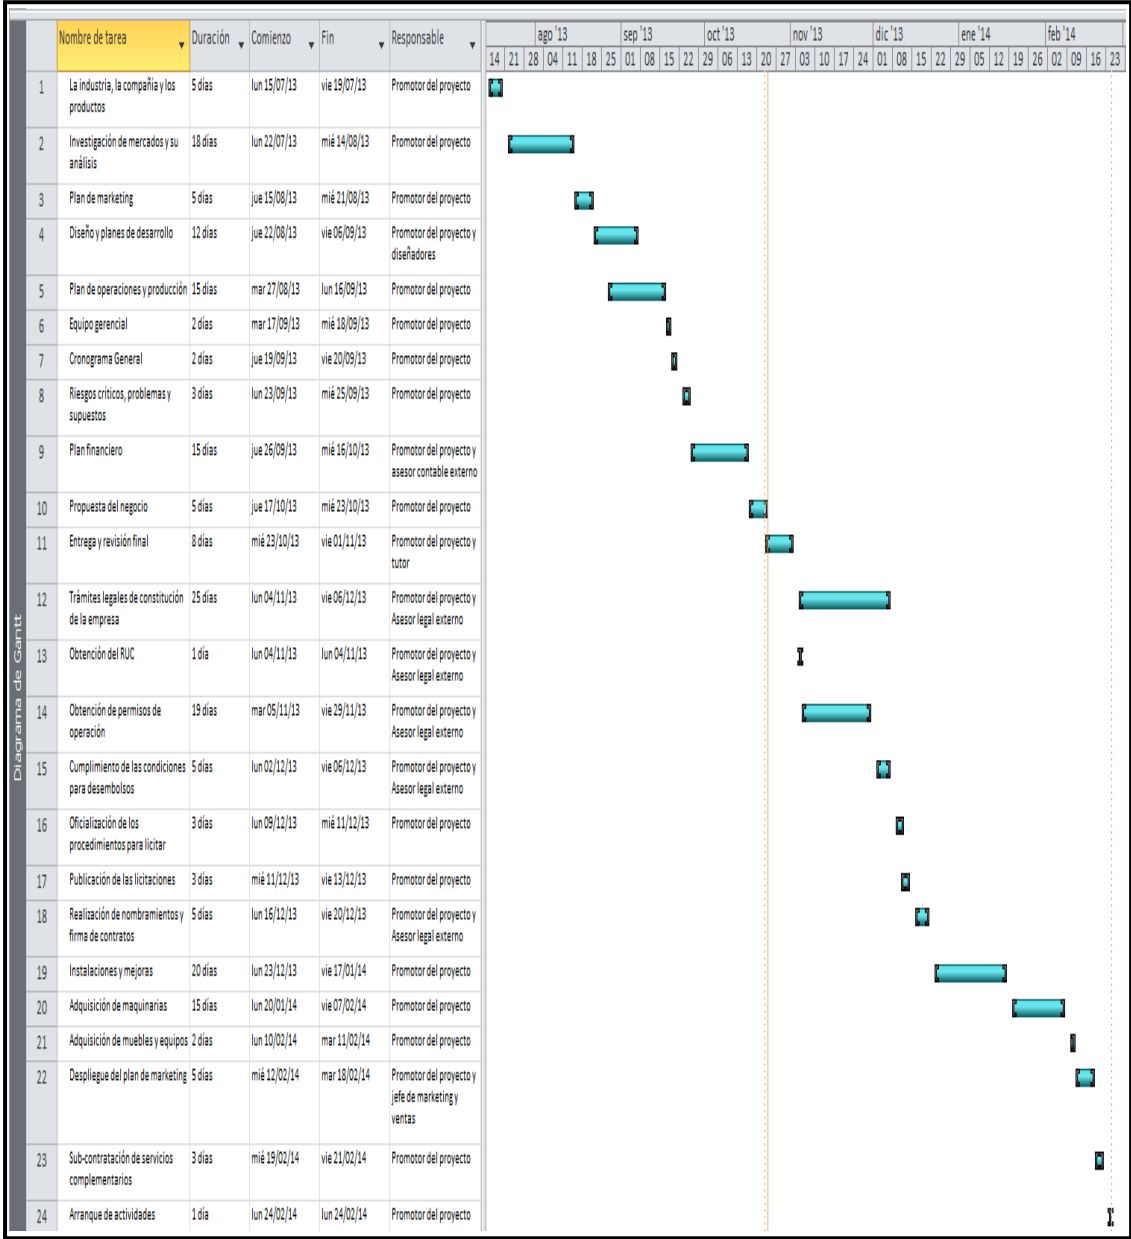 Nombre de tarea Duración Comienzo Fin Responsable
ago '13 sep '13 oct '13 nov '13 dic '13 ene '14 feb '14
14 21 28 04 11 18 25 01 08 15 22 29 06 13 20 27 03 10 17 24 01 08 15 22 29 05 12 19 26 02 09 16 23
1 La industria, la compañia y los 5 días lun 15/07/13 vie 19/07/13 Promotor del proyecto
productos
2 Investigación de mercados y su 18 días lun 22/07/13 mié 14/08/13 Promotor del proyecto
análisis
3 Plan de marketing 5 días jue 15/08/13 mié 21/08/13 Promotor del proyecto
4 Diseño y planes de desarrollo 12 días jue 22/08/13 vie 06/09/13 Promotor del proyecto y
diseñadores
5 Plan de operaciones y producción 15 días mar 27/08/13 lun 16/09/13 Promotor del proyecto
6 Equipo gerencial 2 días mar 17/09/13 mié 18/09/13 Promotor del proyecto
7 Cronograma General 2 días jue 19/09/13 vie 20/09/13 Promotor del proyecto
8 Riesgos críticos, problemas y 3 días lun 23/09/13 mié 25/09/13 Promotor del proyecto
supuestos
9 Plan financiero 15 días jue 26/09/13 mié 16/10/13 Promotor del proyecto y
asesor contable externo
10 Propuesta del negocio 5 días jue 17/10/13 mié 23/10/13 Promotor del proyecto
11 Entrega y revisión final 8 días mié 23/10/13 vie 01/11/13 Promotor del proyecto y
tutor
12 Trámites legales de constitución 25 días lun 04/11/13 vie 06/12/13 Promotor del proyecto y
de la empresa Asesor legal externo
13 Obtención del RUC 1 día lun 04/11/13 lun 04/11/13 Promotor del proyecto y
Asesor legal externo
14 Obtención de permisos de 19 días mar 05/11/13 vie 29/11/13 Promotor del proyecto y
operación Asesor legal externo
15 Cumplimiento de las condiciones 5 días lun 02/12/13 vie 06/12/13 Promotor del proyecto y
para desembolsos Asesor legal externo
16 Oficialización de los 3 días lun 09/12/13 mié 11/12/13 Promotor del proyecto
procedimientos para licitar
17 Publicación de las licitaciones 3 días mié 11/12/13 vie 13/12/13 Promotor del proyecto
18 Realización de nombramientos y 5 días lun 16/12/13 vie 20/12/13 Promotor del proyecto y
firma de contratos Asesor legal externo
19 Instalaciones y mejoras 20 días lun 23/12/13 vie 17/01/14 Promotor del proyecto
20 Adquisición de maquinarias 15 días lun 20/01/14 vie 07/02/14 Promotor del proyecto
21 Adquisición de muebles y equipos 2 días lun 10/02/14 mar 11/02/14 Promotor del proyecto
22 Despliegue del plan de marketing 5 días mié 12/02/14 mar 18/02/14 Promotor del proyecto y
jefe de marketing y
ventas
23 Sub-contratación de servicios 3 días mié 19/02/14 vie 21/02/14 Promotor del proyecto
complementarios
24 Arranque de actividades 1 día lun 24/02/14 lun 24/02/14 Promotor del proyecto
Diagrama de Gantt